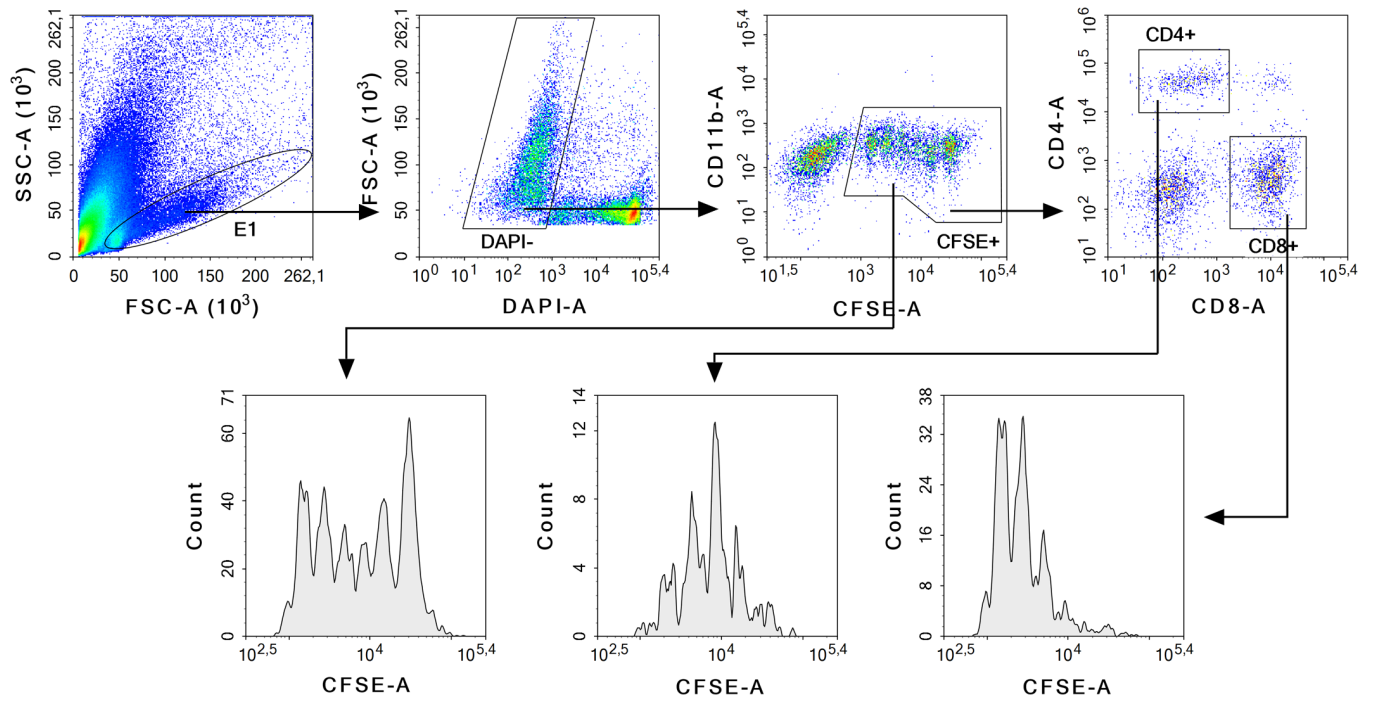 262,1
200
150
100
50
0
SSC-A (10³)
E1
0 50 100 150 200 262,1
FSC-A (10³)
262,1
200
150
100
50
0
FSC-A (10³)
DAPI-
10⁰ 10¹ 10² 10³ 10⁴ 10⁵,⁴
DAPI-A
10⁵,⁴
10⁴
10³
10²
10¹
10⁰
CD11b-A
CFSE+
10¹,⁵ 10³ 10⁴ 10⁵,⁴
CFSE-A
10⁶
10⁵
10⁴
10³
10²
10¹
CD4-A
CD4+
CD8+
10¹ 10² 10³ 10⁴ 10⁵,⁴
CD8-A
71
60
40
20
0
Count
10²,⁵ 10⁴ 10⁵,⁴
CFSE-A
14
12
8
4
0
Count
10²,⁵ 10⁴ 10⁵,⁴
CFSE-A
38
32
24
16
8
0
Count
10²,⁵ 10⁴ 10⁵,⁴
CFSE-A